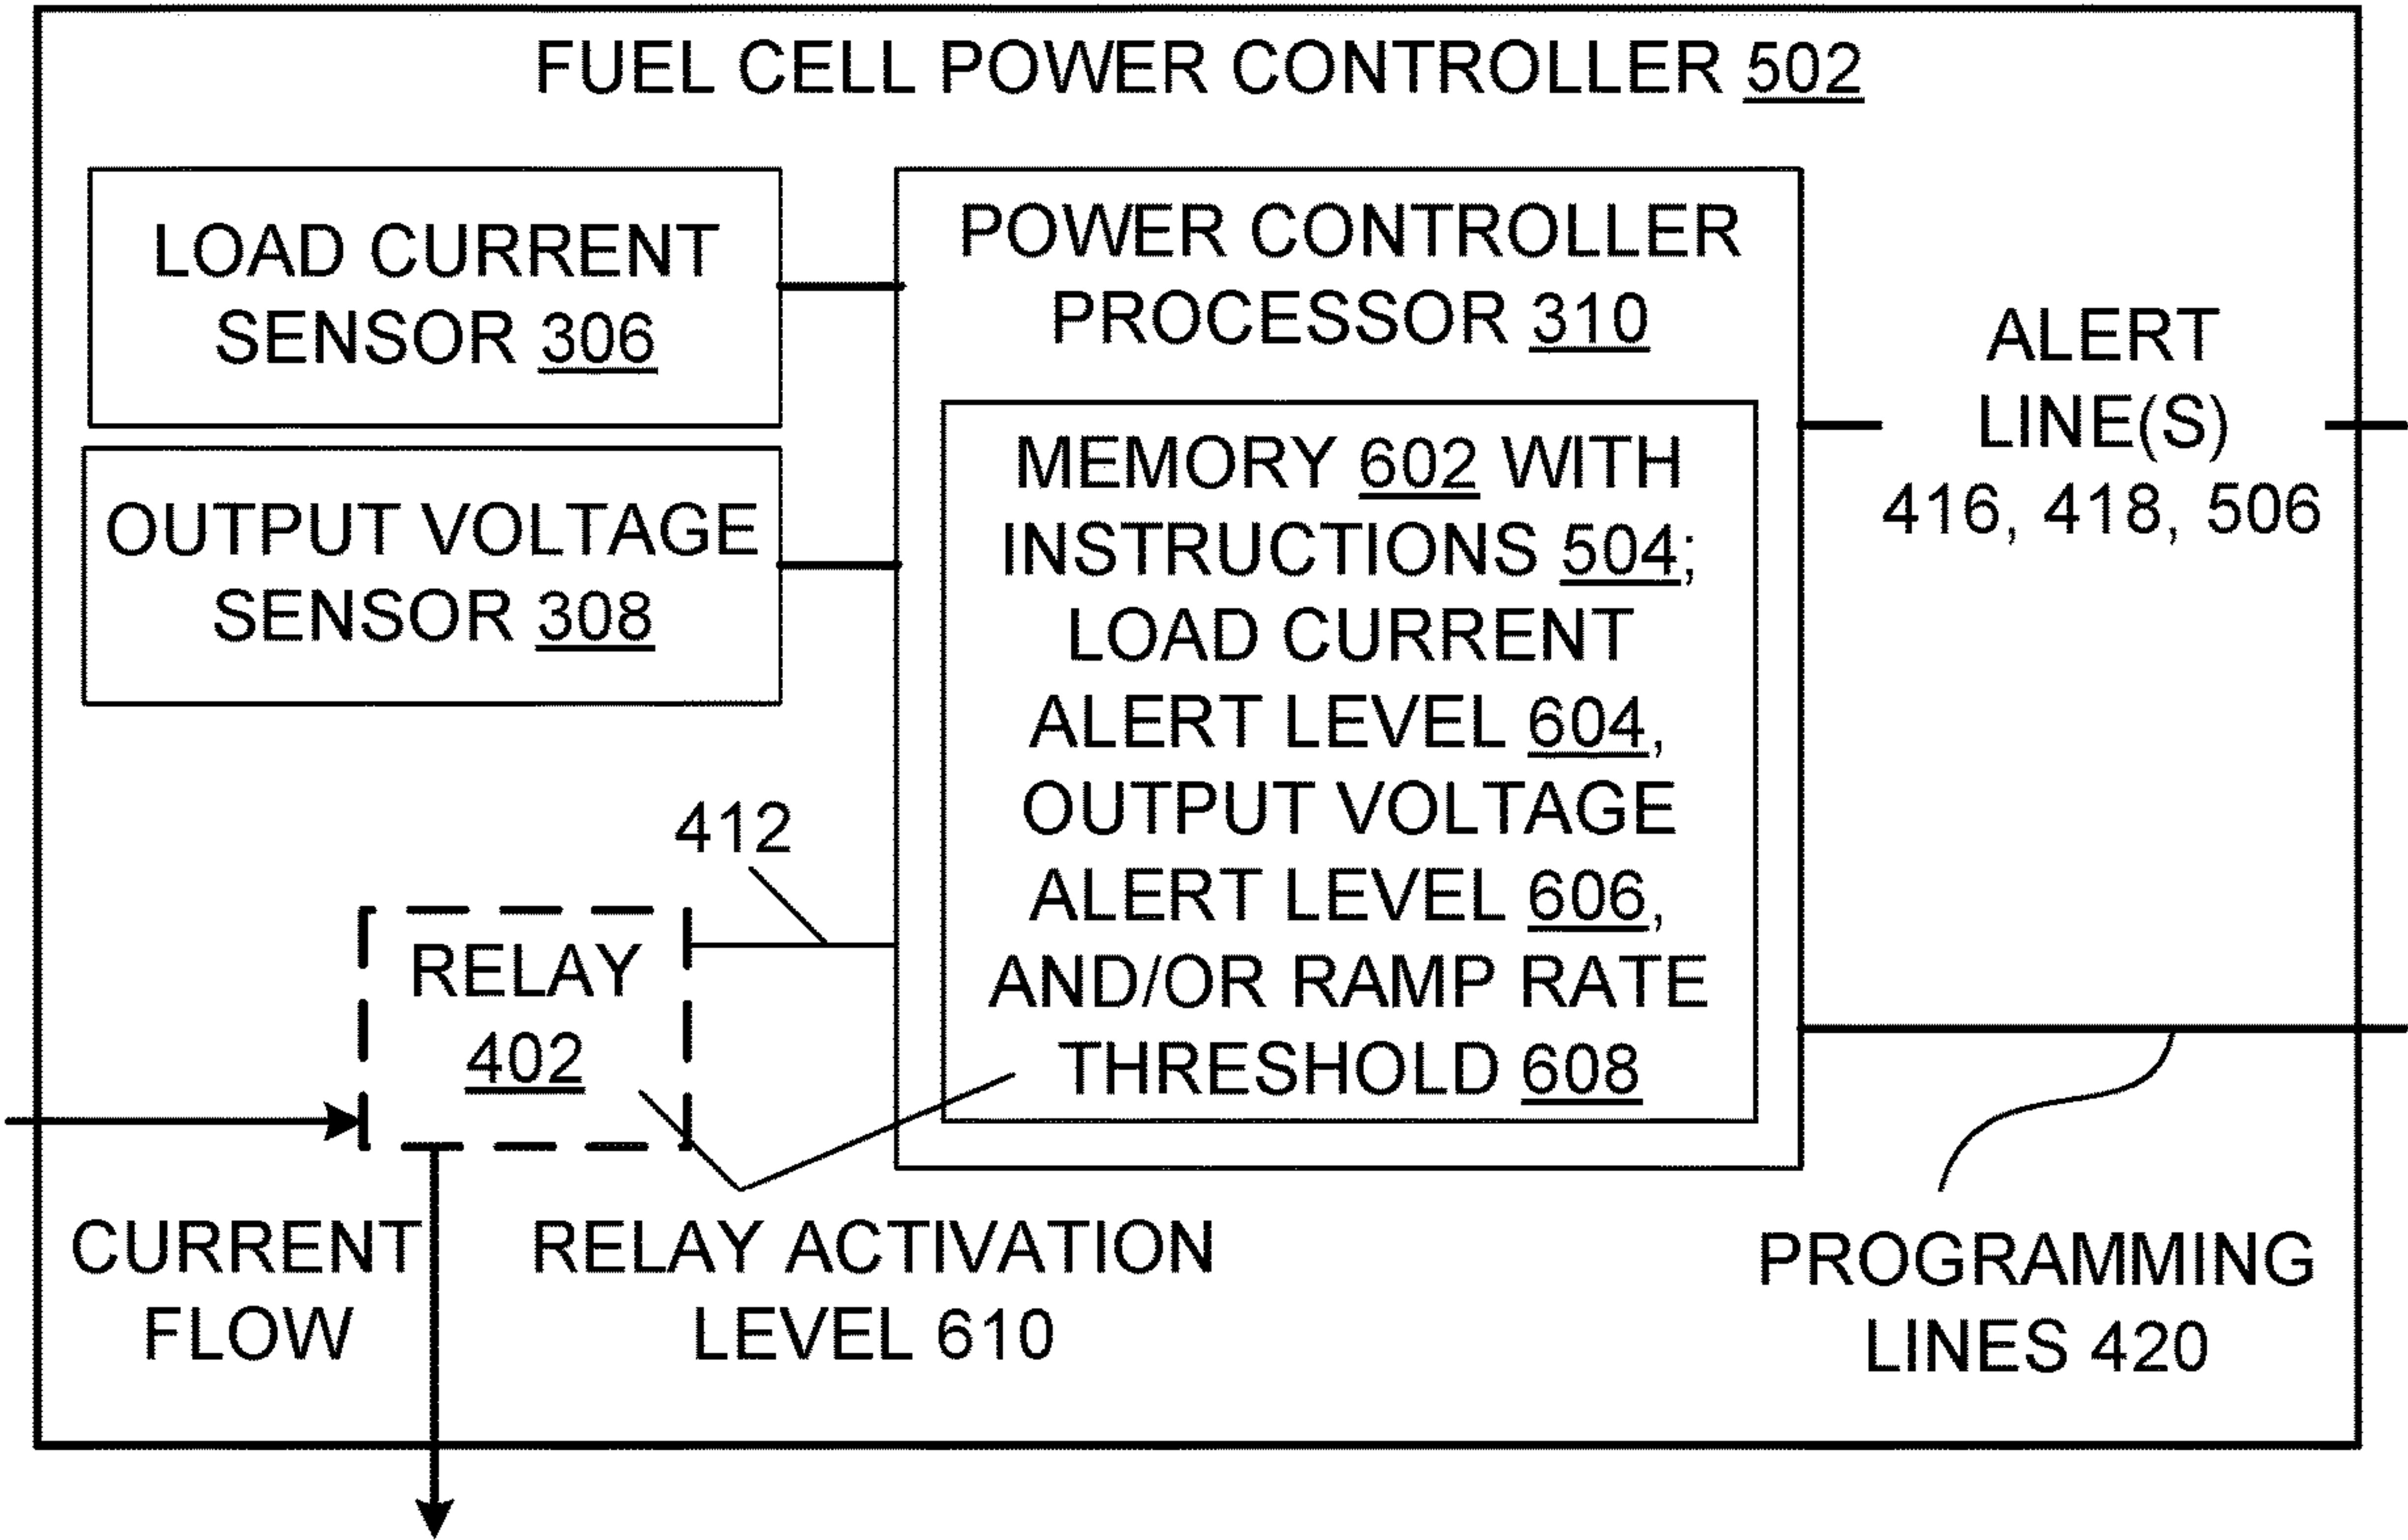 FUEL CELL POWER CONTROLLER 502
LOAD CURRENT
SENSOR 306
OUTPUT VOLTAGE
SENSOR 308
POWER CONTROLLER
PROCESSOR 310
MEMORY 602 WITH
INSTRUCTIONS 504;
LOAD CURRENT
ALERT LEVEL 604,
OUTPUT VOLTAGE
ALERT LEVEL 606,
AND/OR RAMP RATE
THRESHOLD 608
ALERT
LINE(S)
416, 418, 506
412
RELAY
402
CURRENT
FLOW
RELAY ACTIVATION
LEVEL 610
PROGRAMMING
LINES 420